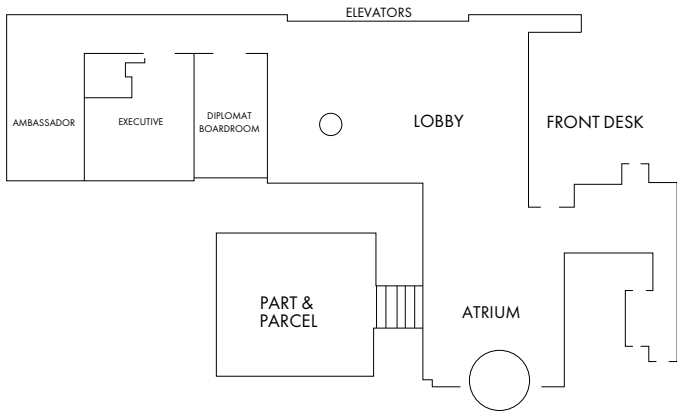 ELEVATORS
AMBASSADOR
EXECUTIVE
DIPLOMAT
BOARDROOM
LOBBY
FRONT DESK
PART &
PARCEL
ATRIUM